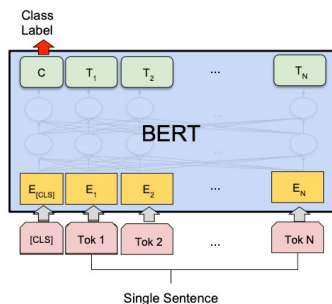 Class
Label
C T1 T2 ... TN
BERT
E[CLS] E1 E2 ... EN
[CLS] Tok 1 Tok 2 ... Tok N
Single Sentence